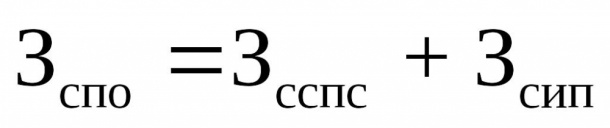 З спо = З сспс + З сип